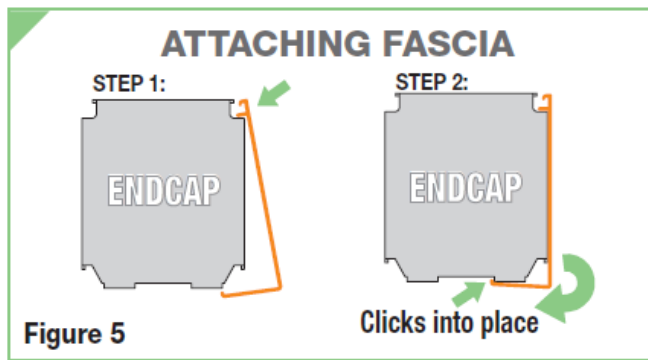 ATTACHING FASCIA
STEP 1:
STEP 2:
ENDCAP
ENDCAP
Clicks into place
Figure 5